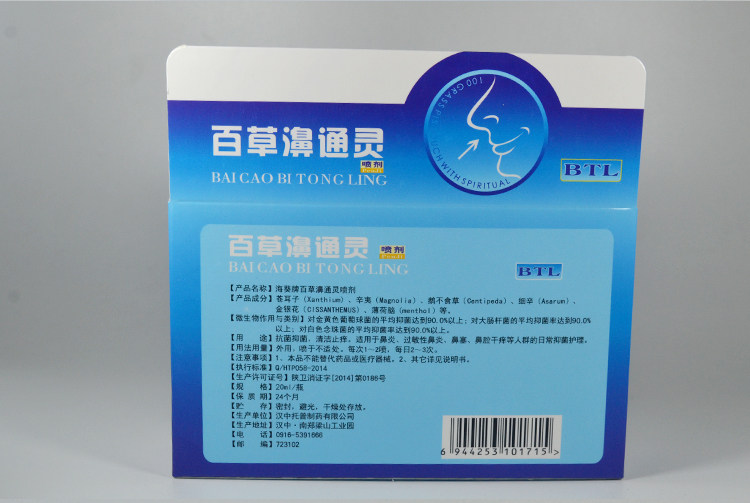 100 GRASS PI
RICH WITH SPIRITUAL
百草濞通灵
喷剂
BAI CAO BI TONG LING
BTL
百草濞通灵
喷剂
BAI CAO BI TONG LING
BTL
【产品名称】海葵牌百草濞通灵喷剂
【产品成分】苍耳子（Xanthium）、辛夷（Magnolia）、鹅不食草（Centipeda）、细辛（Asarum）、
金银花（CISSANTHEMUS）、薄荷脑（menthol）等。
【微生物作用与类别】对金黄色葡萄球菌的平均抑菌率达到90.0%以上；对大肠杆菌的平均抑菌率达到90.0%
以上；对白色念珠菌的平均抑菌率达到90.0%以上。
【用 途】抗菌抑菌，清洁止痒。适用于鼻炎、过敏性鼻炎、鼻塞、鼻腔干痒等人群的日常抑菌护理。
【用法用量】外用，喷于不适处。每次1～2喷，每日2～3次。
【注意事项】1、本品不能替代药品或医疗器械。2、其它详见说明书。
【执行标准】Q/HTP058-2014
【生产许可证号】陕卫消证字[2014]第0186号
【规 格】20ml/瓶
【保 质 期】24个月
【贮 存】密封，避光，干燥处存放。
【生产单位】汉中托普制药有限公司
【生产地址】汉中·南郑梁山工业园
【电 话】0916-5391666
【邮 编】723102
6 944253 101715 >